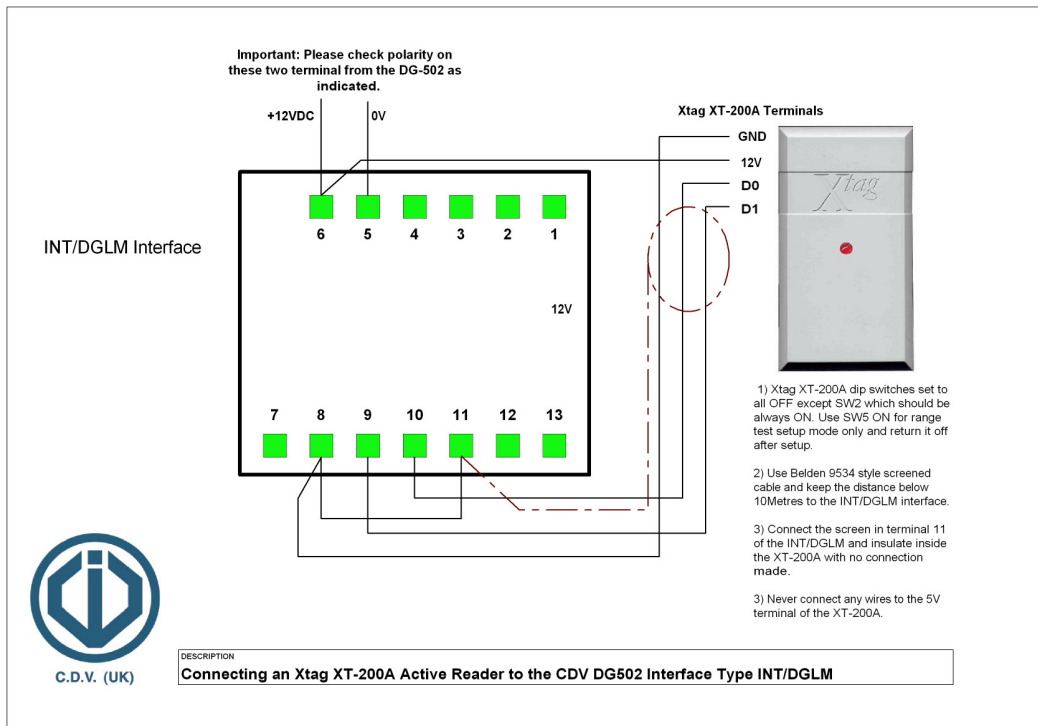 Important: Please check polarity on
these two terminal from the DG-502 as
indicated.
+12VDC
0V
Xtag XT-200A Terminals
GND
12V
D0
D1
Xtag
INT/DGLM Interface
6
5
4
3
2
1
12V
7
8
9
10
11
12
13
1) Xtag XT-200A dip switches set to
all OFF except SW2 which should be
always ON. Use SW5 ON for range
test setup mode only and return it off
after setup.
2) Use Belden 9534 style screened
cable and keep the distance below
10Metres to the INT/DGLM interface.
3) Connect the screen in terminal 11
of the INT/DGLM and insulate inside
the XT-200A with no connection
made.
3) Never connect any wires to the 5V
terminal of the XT-200A.
C.D.V. (UK)
DESCRIPTION
Connecting an Xtag XT-200A Active Reader to the CDV DG502 Interface Type INT/DGLM